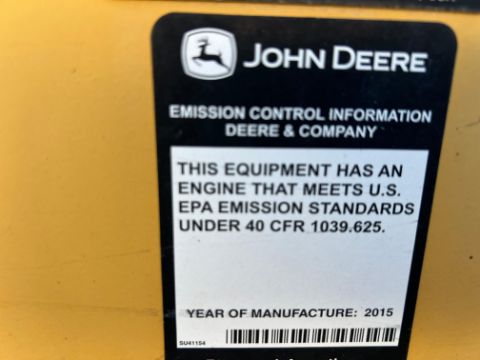 JOHN DEERE
EMISSION CONTROL INFORMATION
DEERE & COMPANY
THIS EQUIPMENT HAS AN
ENGINE THAT MEETS U.S.
EPA EMISSION STANDARDS
UNDER 40 CFR 1039.625.
YEAR OF MANUFACTURE: 2015
SU41154